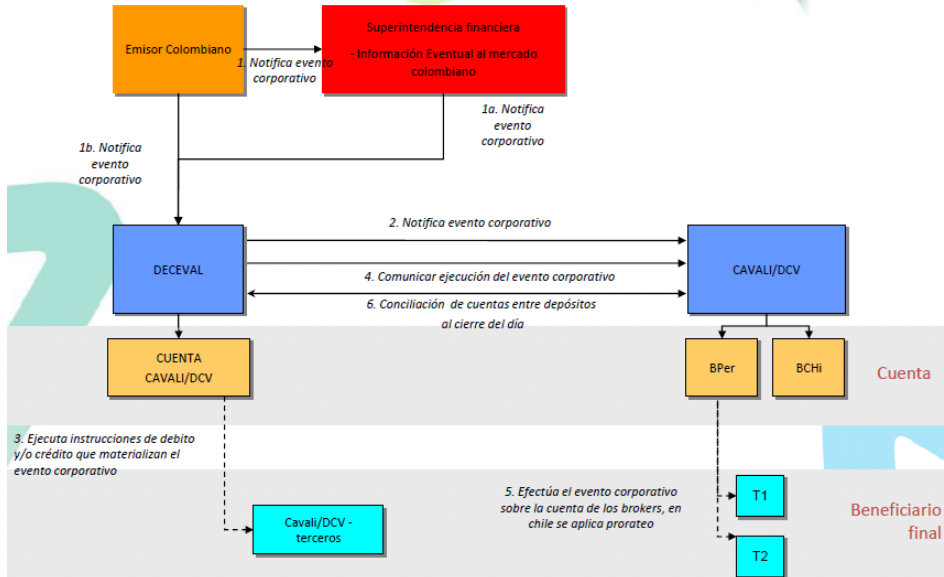 Emisor Colombiano
Superintendencia financiera
- Información Eventual al mercado
colombiano
1. Notifica evento
corporativo
1a. Notifica
evento
corporativo
1b. Notifica
evento
corporativo
2. Notifica evento corporativo
DECEVAL
CAVALI/DCV
4. Comunicar ejecución del evento corporativo
6. Conciliación de cuentas entre depósitos
al cierre del día
CUENTA
CAVALI/DCV
BPer
BCHi
Cuenta
3. Ejecuta instrucciones de debito
y/o crédito que materializan el
evento corporativo
5. Efectúa el evento corporativo
sobre la cuenta de los brokers, en
chile se aplica prorateo
T1
Beneficiario
final
Cavali/DCV -
terceros
T2